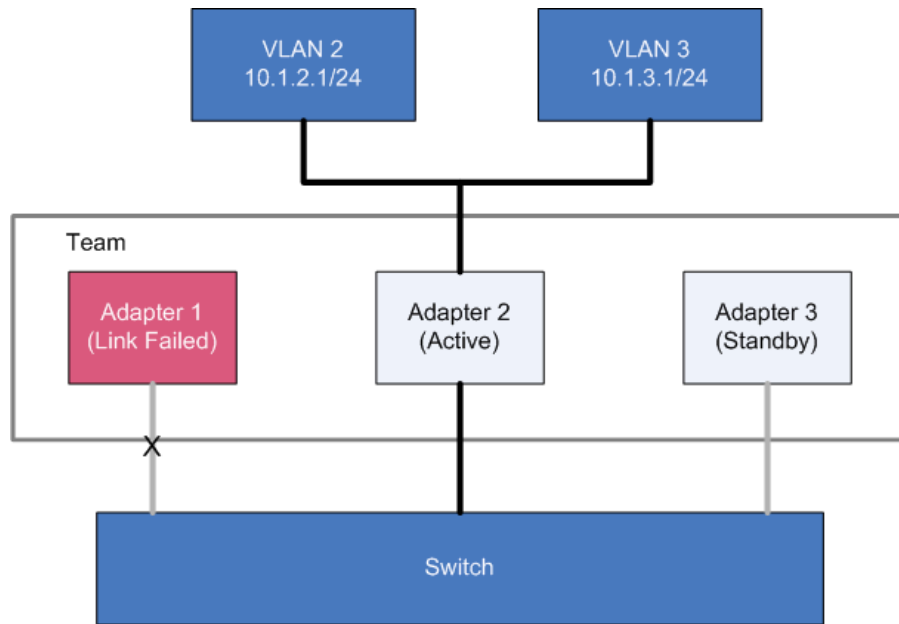 VLAN 2
10.1.2.1/24
VLAN 3
10.1.3.1/24
Team
Adapter 1
(Link Failed)
Adapter 2
(Active)
Adapter 3
(Standby)
X
Switch